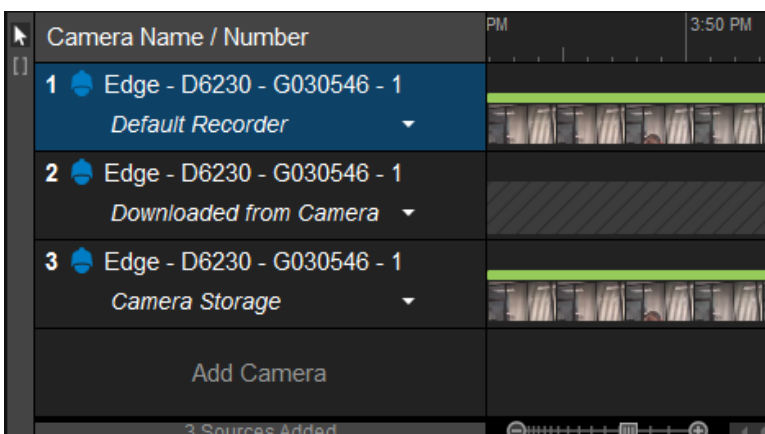 Camera Name / Number
PM
3:50 PM
[ ]
1 Edge - D6230 - G030546 - 1
Default Recorder
2 Edge - D6230 - G030546 - 1
Downloaded from Camera
3 Edge - D6230 - G030546 - 1
Camera Storage
Add Camera
3 Sources Added